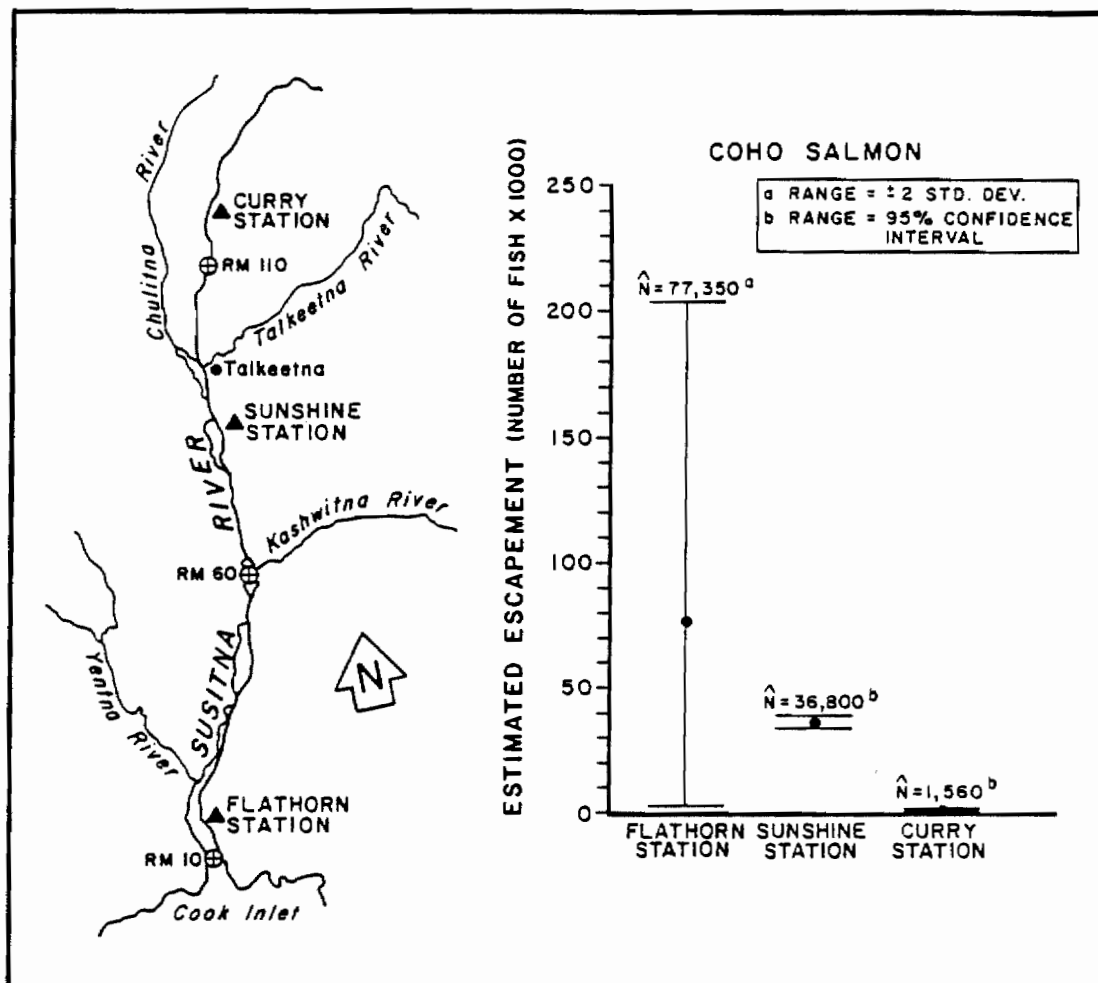 River
Chulitna
CURRY
STATION
RM 110
Talkeetna River
Talkeetna
SUNSHINE
STATION
RIVER
Kashwitna River
RM 60
SUSITNA
N
Yentna
River
FLATHORN
STATION
RM 10
Cook Inlet
COHO SALMON
a RANGE = ±2 STD. DEV.
b RANGE = 95% CONFIDENCE
INTERVAL
ESTIMATED ESCAPEMENT (NUMBER OF FISH X 1000)
250
200
150
100
50
0
N̂=77,350 a
N̂=36,800 b
N̂=1,560 b
FLATHORN
STATION
SUNSHINE
STATION
CURRY
STATION